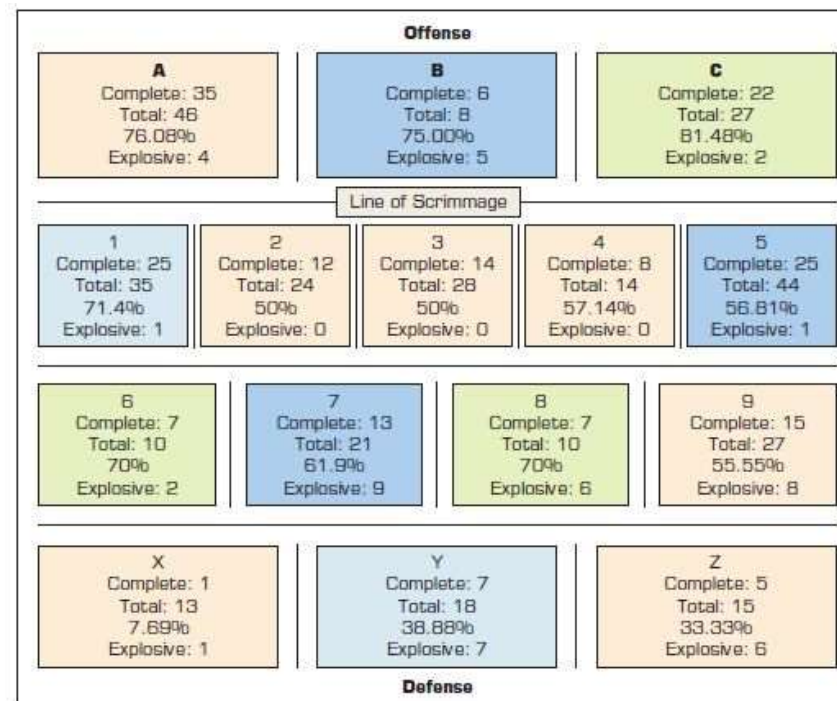 Offense
A
Complete: 35
Total: 46
76.08%
Explosive: 4
B
Complete: 6
Total: 8
75.00%
Explosive: 5
C
Complete: 22
Total: 27
81.48%
Explosive: 2
Line of Scrimmage
1
Complete: 25
Total: 35
71.4%
Explosive: 1
2
Complete: 12
Total: 24
50%
Explosive: 0
3
Complete: 14
Total: 28
50%
Explosive: 0
4
Complete: 8
Total: 14
57.14%
Explosive: 0
5
Complete: 25
Total: 44
56.81%
Explosive: 1
6
Complete: 7
Total: 10
70%
Explosive: 2
7
Complete: 13
Total: 21
61.9%
Explosive: 9
8
Complete: 7
Total: 10
70%
Explosive: 6
9
Complete: 15
Total: 27
55.55%
Explosive: 8
X
Complete: 1
Total: 13
7.69%
Explosive: 1
Y
Complete: 7
Total: 18
38.88%
Explosive: 7
Z
Complete: 5
Total: 15
33.33%
Explosive: 6
Defense